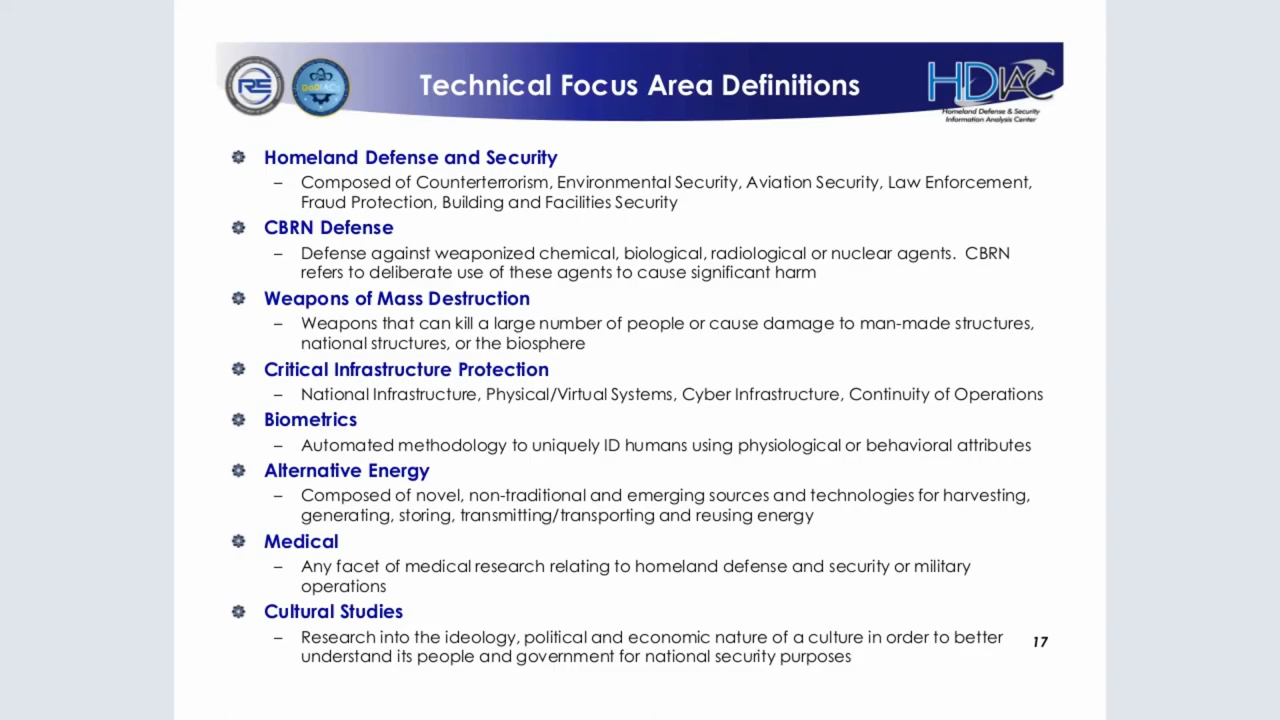 Technical Focus Area Definitions
RE
DoDIACs
HDIAC
Homeland Defense & Security
Information Analysis Center
Homeland Defense and Security
– Composed of Counterterrorism, Environmental Security, Aviation Security, Law Enforcement,
Fraud Protection, Building and Facilities Security
CBRN Defense
– Defense against weaponized chemical, biological, radiological or nuclear agents. CBRN
refers to deliberate use of these agents to cause significant harm
Weapons of Mass Destruction
– Weapons that can kill a large number of people or cause damage to man-made structures,
national structures, or the biosphere
Critical Infrastructure Protection
– National Infrastructure, Physical/Virtual Systems, Cyber Infrastructure, Continuity of Operations
Biometrics
– Automated methodology to uniquely ID humans using physiological or behavioral attributes
Alternative Energy
– Composed of novel, non-traditional and emerging sources and technologies for harvesting,
generating, storing, transmitting/transporting and reusing energy
Medical
– Any facet of medical research relating to homeland defense and security or military
operations
Cultural Studies
– Research into the ideology, political and economic nature of a culture in order to better
understand its people and government for national security purposes
17